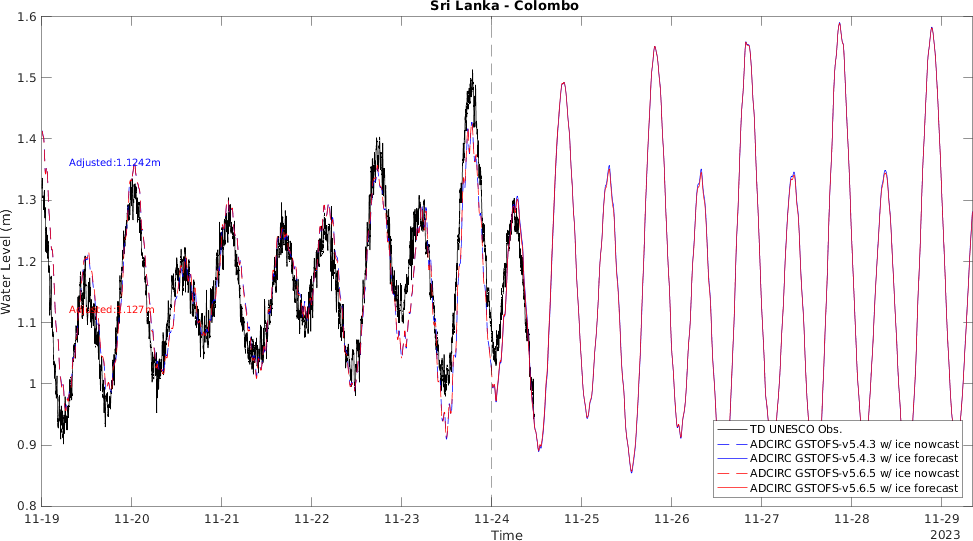 Sri Lanka - Colombo
1.6
1.5
1.4
1.3
1.2
1.1
1
0.9
0.8
Water Level (m)
Adjusted:1.1242m
Adjusted:1.127m
TD UNESCO Obs.
ADCIRC GSTOFS-v5.4.3 w/ ice nowcast
ADCIRC GSTOFS-v5.4.3 w/ ice forecast
ADCIRC GSTOFS-v5.6.5 w/ ice nowcast
ADCIRC GSTOFS-v5.6.5 w/ ice forecast
11-19 11-20 11-21 11-22 11-23 11-24 11-25 11-26 11-27 11-28 11-29
Time
2023